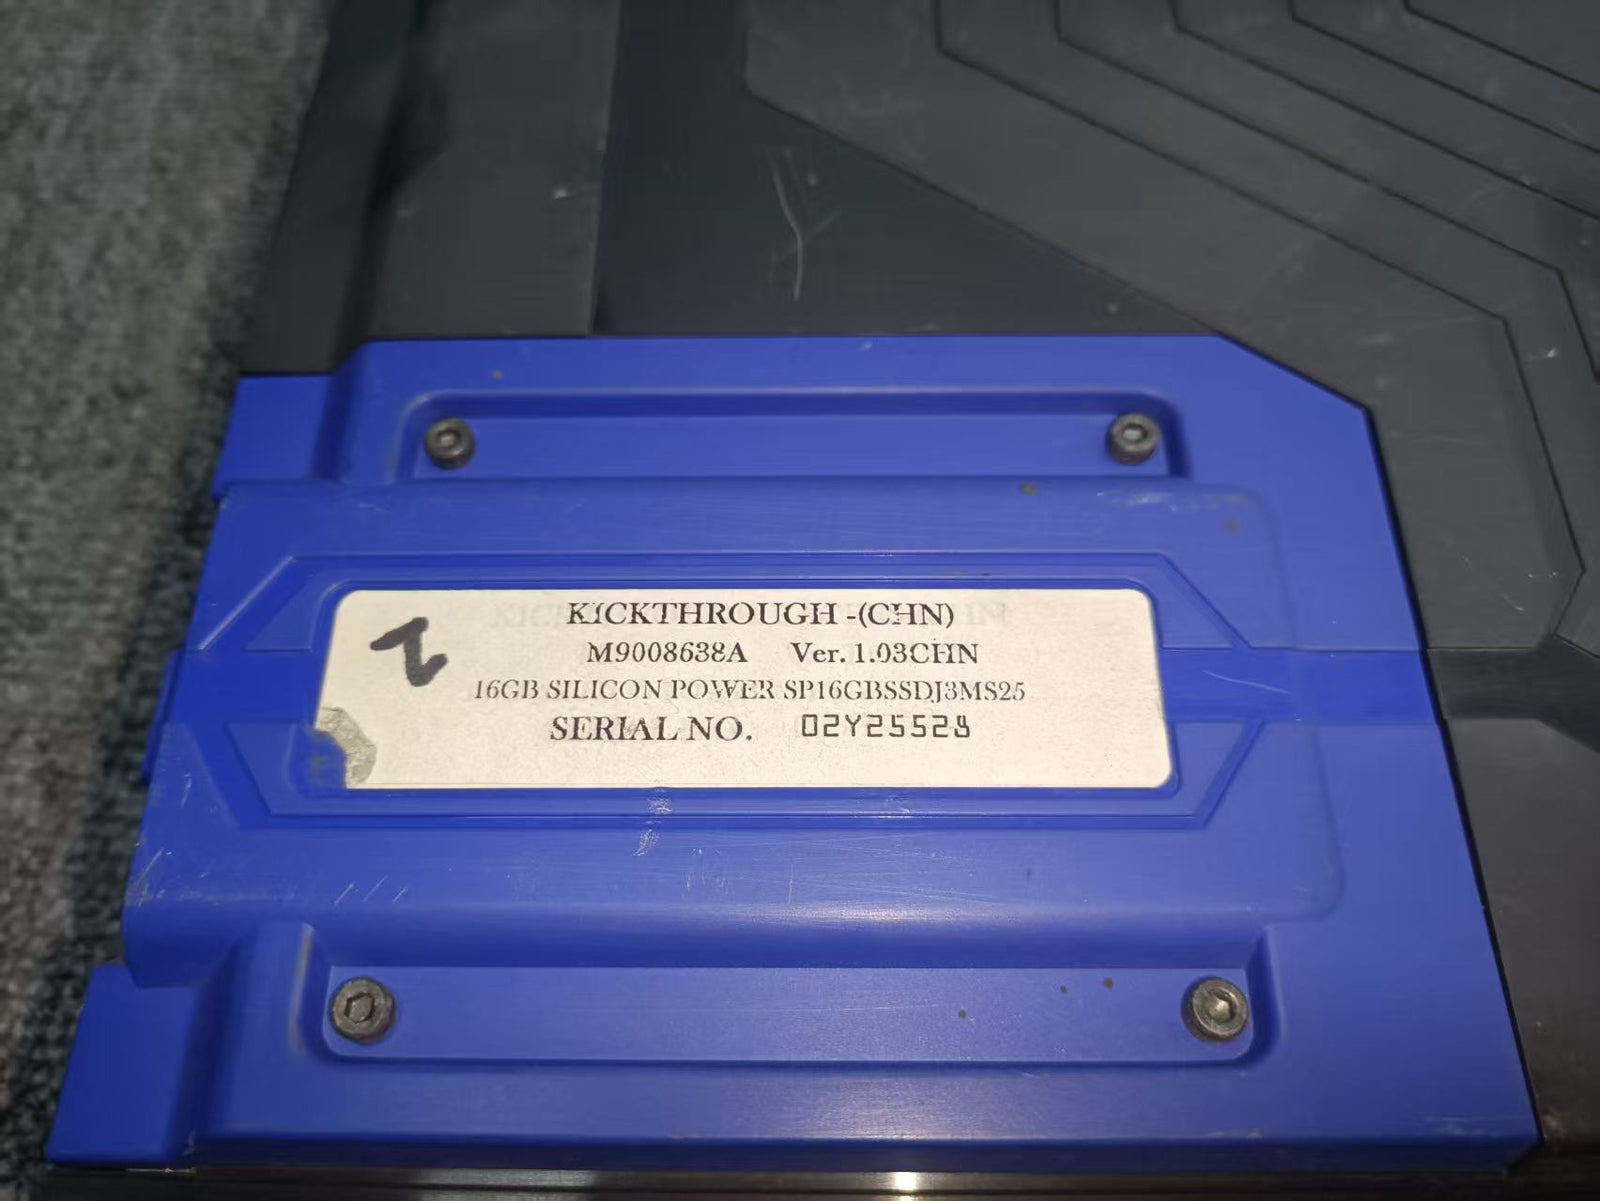 KICKTHROUGH -(CHN)
2
M9008638A Ver. 1.03CHN
16GB SILICON POWER SP16GBSSDJ3MS25
SERIAL NO. 02Y25528